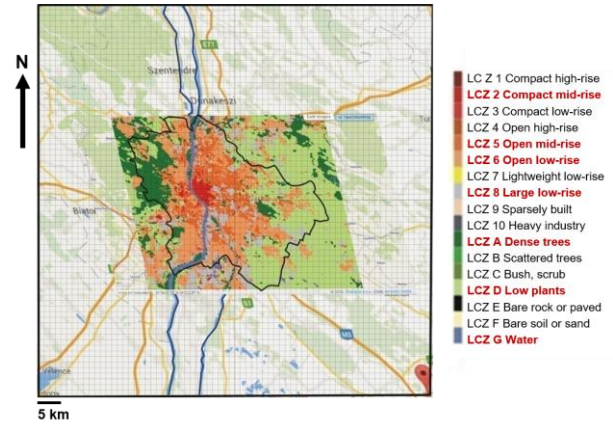 N
E77
Szentendre
Dunakeszi
LC Z 1 Compact high-rise
LCZ 2 Compact mid-rise
LCZ 3 Compact low-rise
LCZ 4 Open high-rise
LCZ 5 Open mid-rise
LCZ 6 Open low-rise
LCZ 7 Lightweight low-rise
LCZ 8 Large low-rise
LCZ 9 Sparsely built
LCZ 10 Heavy industry
LCZ A Dense trees
LCZ B Scattered trees
LCZ C Bush, scrub
LCZ D Low plants
LCZ E Bare rock or paved
LCZ F Bare soil or sand
LCZ G Water
M5
5 km